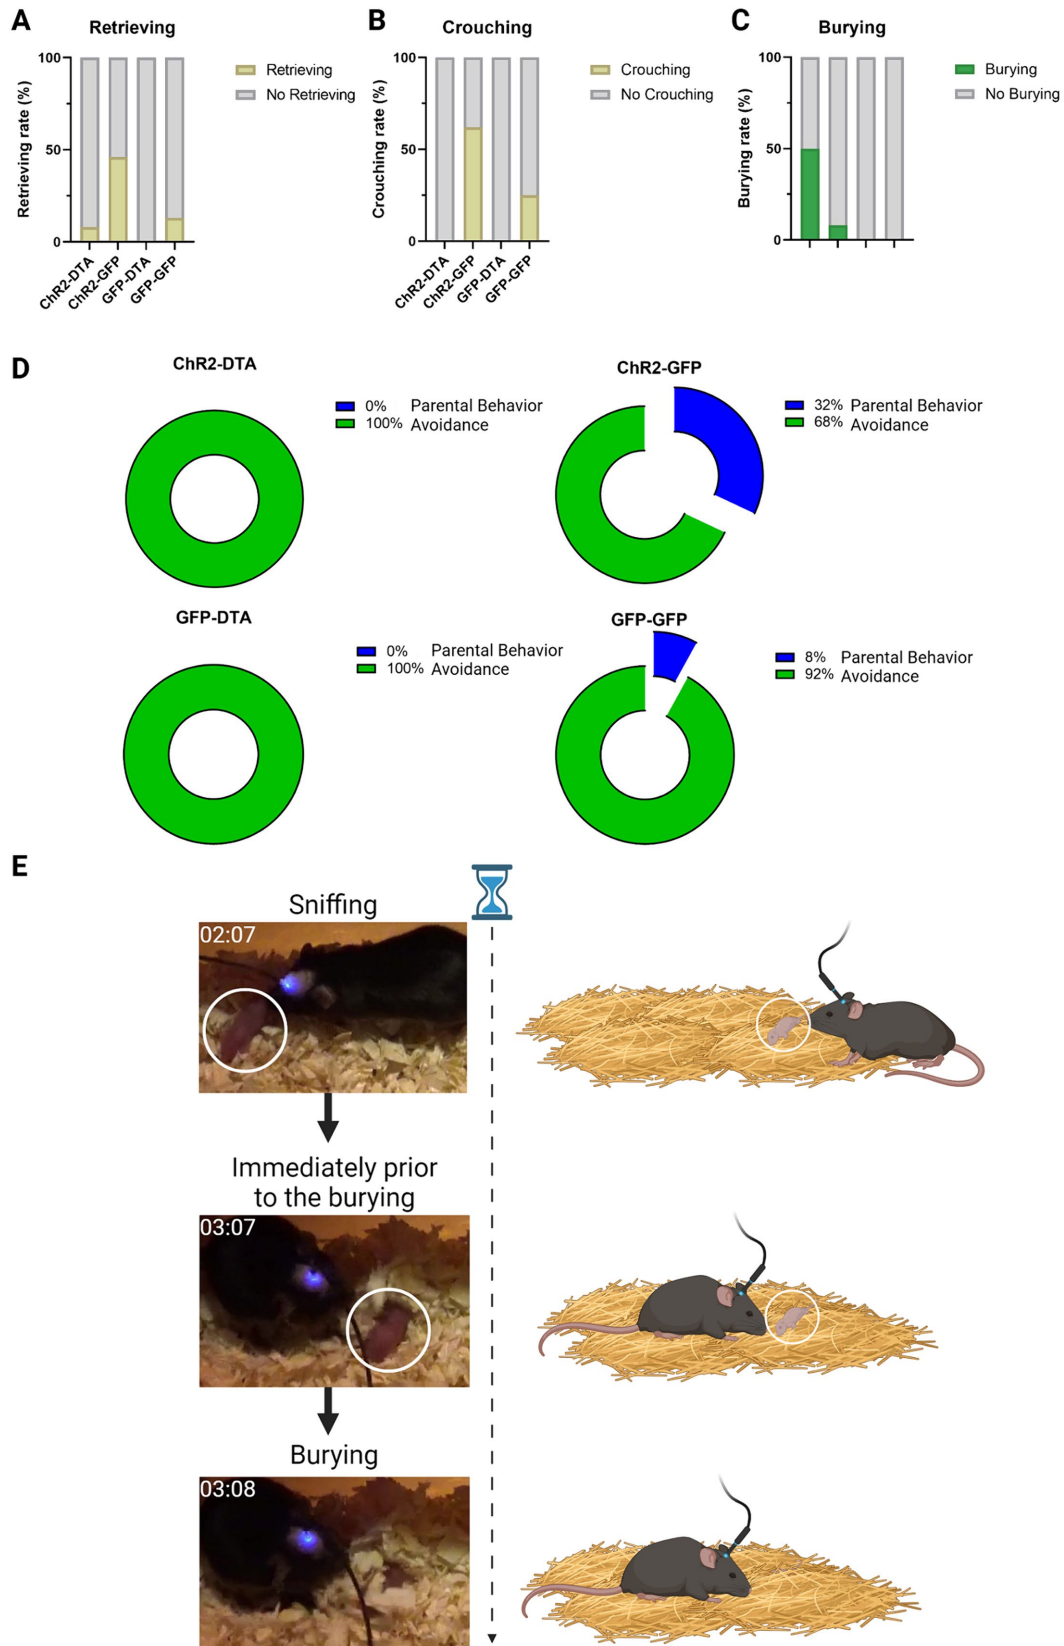 A
Retrieving
100
50
0
Retrieving rate (%)
ChR2-DTA
ChR2-GFP
GFP-DTA
GFP-GFP
Retrieving
No Retrieving
B
Crouching
100
50
0
Crouching rate (%)
ChR2-DTA
ChR2-GFP
GFP-DTA
GFP-GFP
Crouching
No Crouching
C
Burying
100
50
0
Burying rate (%)
Burying
No Burying
D
ChR2-DTA
0% Parental Behavior
100% Avoidance
ChR2-GFP
32% Parental Behavior
68% Avoidance
GFP-DTA
0% Parental Behavior
100% Avoidance
GFP-GFP
8% Parental Behavior
92% Avoidance
E
Sniffing
02:07
Immediately prior
to the burying
03:07
Burying
03:08